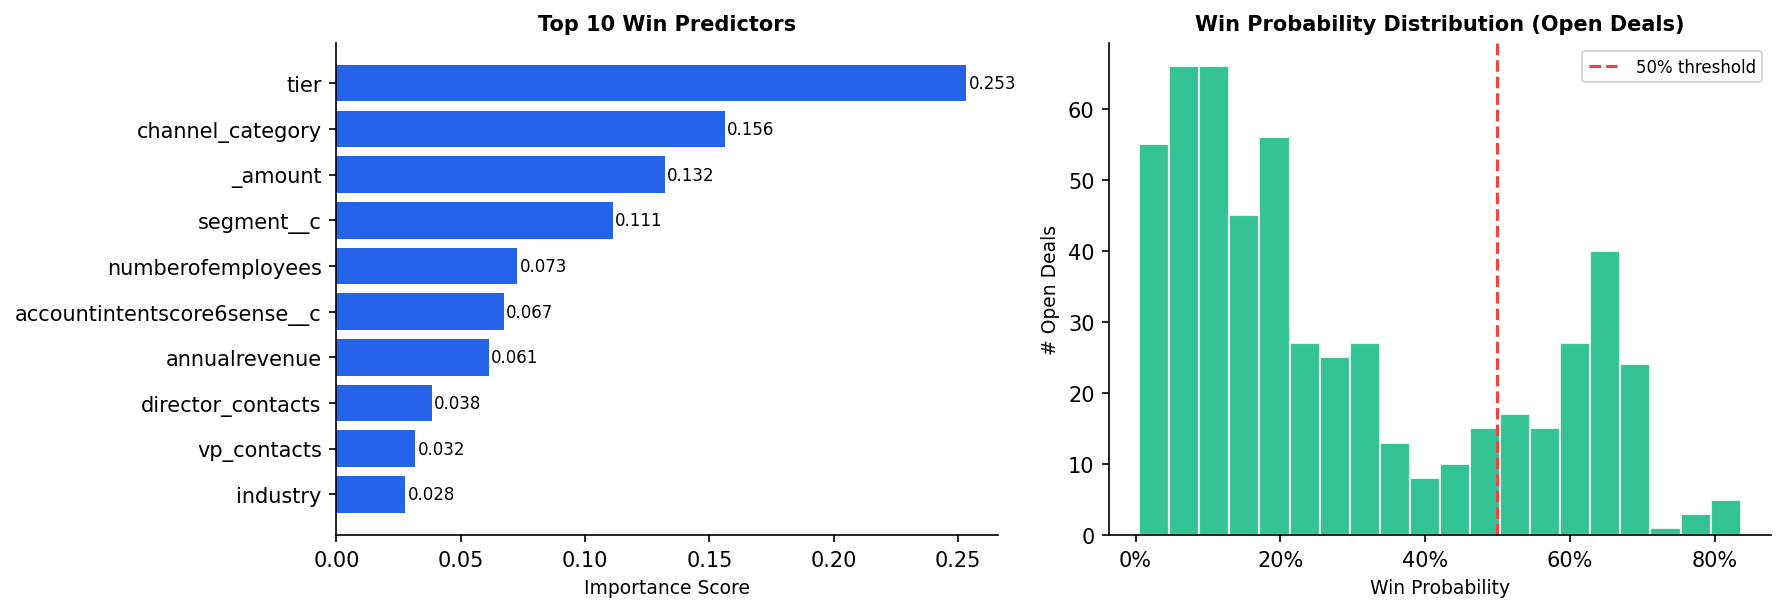 Top 10 Win Predictors
tier
0.253
channel_category
0.156
_amount
0.132
segment__c
0.111
numberofemployees
0.073
accountintentscore6sense__c
0.067
annualrevenue
0.061
director_contacts
0.038
vp_contacts
0.032
industry
0.028
0.00 0.05 0.10 0.15 0.20 0.25
Importance Score
Win Probability Distribution (Open Deals)
50% threshold
# Open Deals
60
50
40
30
20
10
0
0% 20% 40% 60% 80%
Win Probability